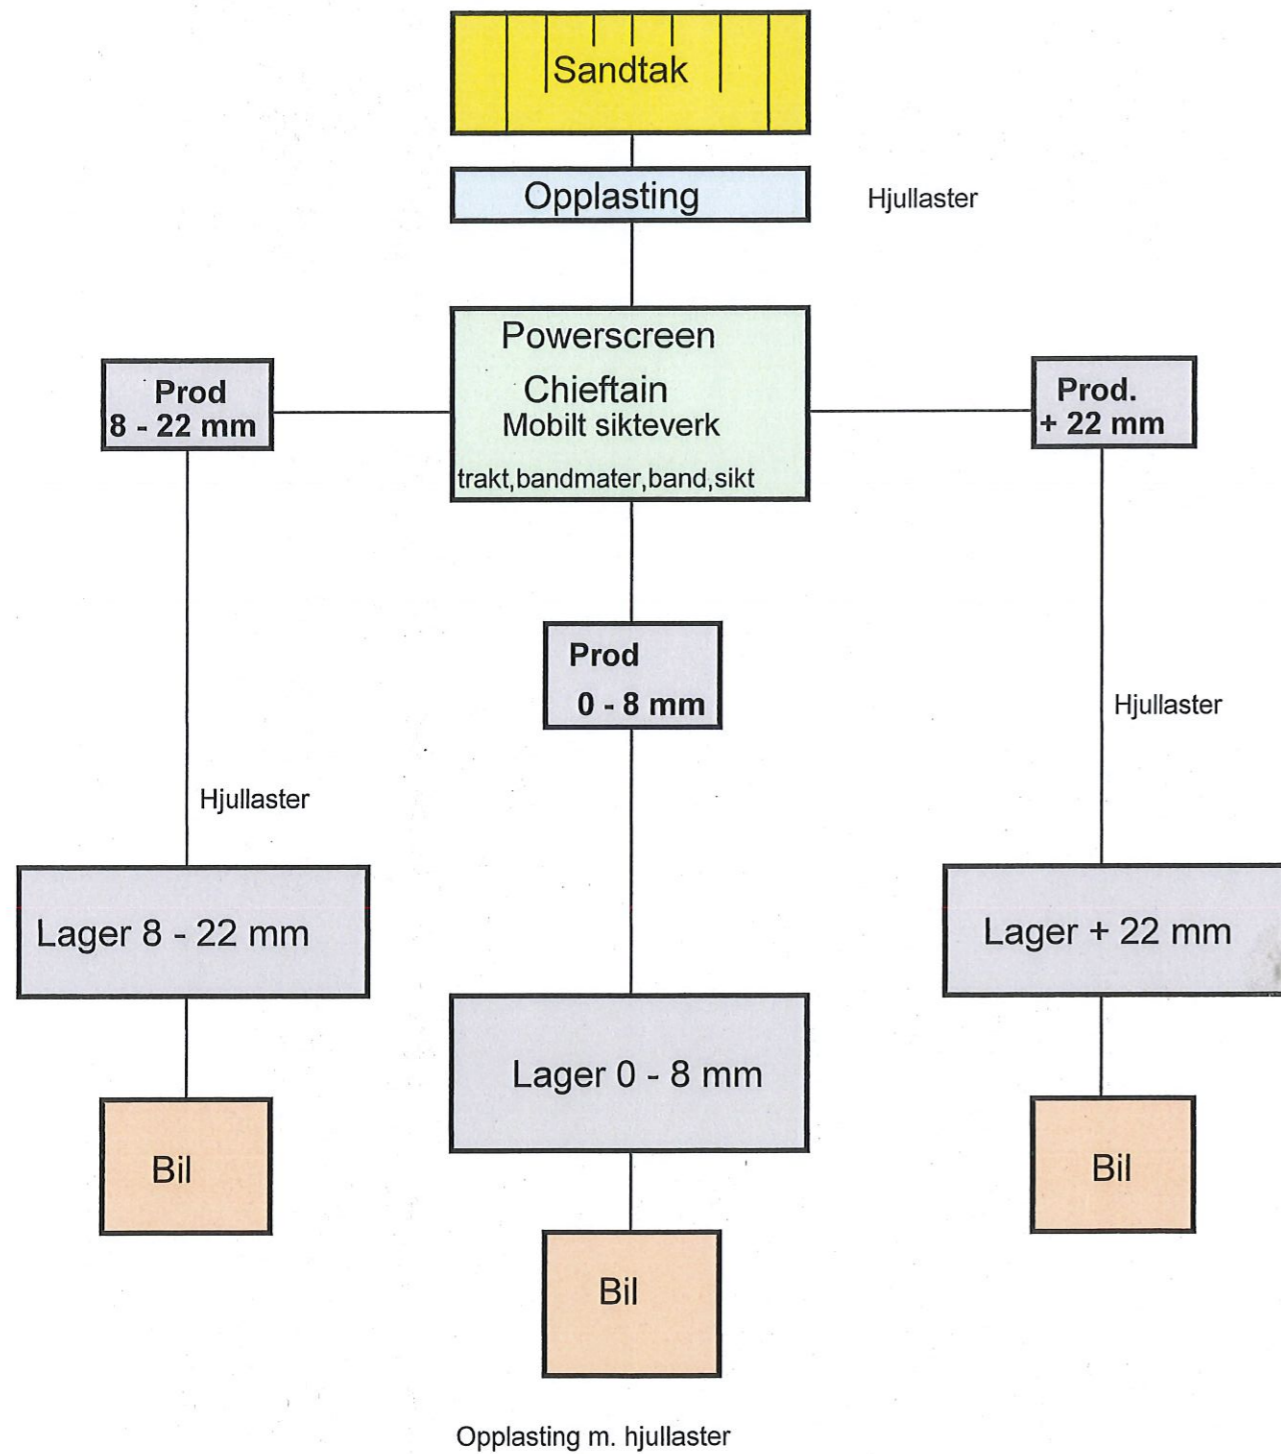 Sandtak
Opplasting
Hjullaster
Powerscreen
Chieftain
Mobilt sikteverk
trakt,bandmater,band,sikt
Prod
8 - 22 mm
Prod.
+ 22 mm
Prod
0 - 8 mm
Hjullaster
Hjullaster
Lager 8 - 22 mm
Lager + 22 mm
Lager 0 - 8 mm
Bil
Bil
Bil
Opplasting m. hjullaster